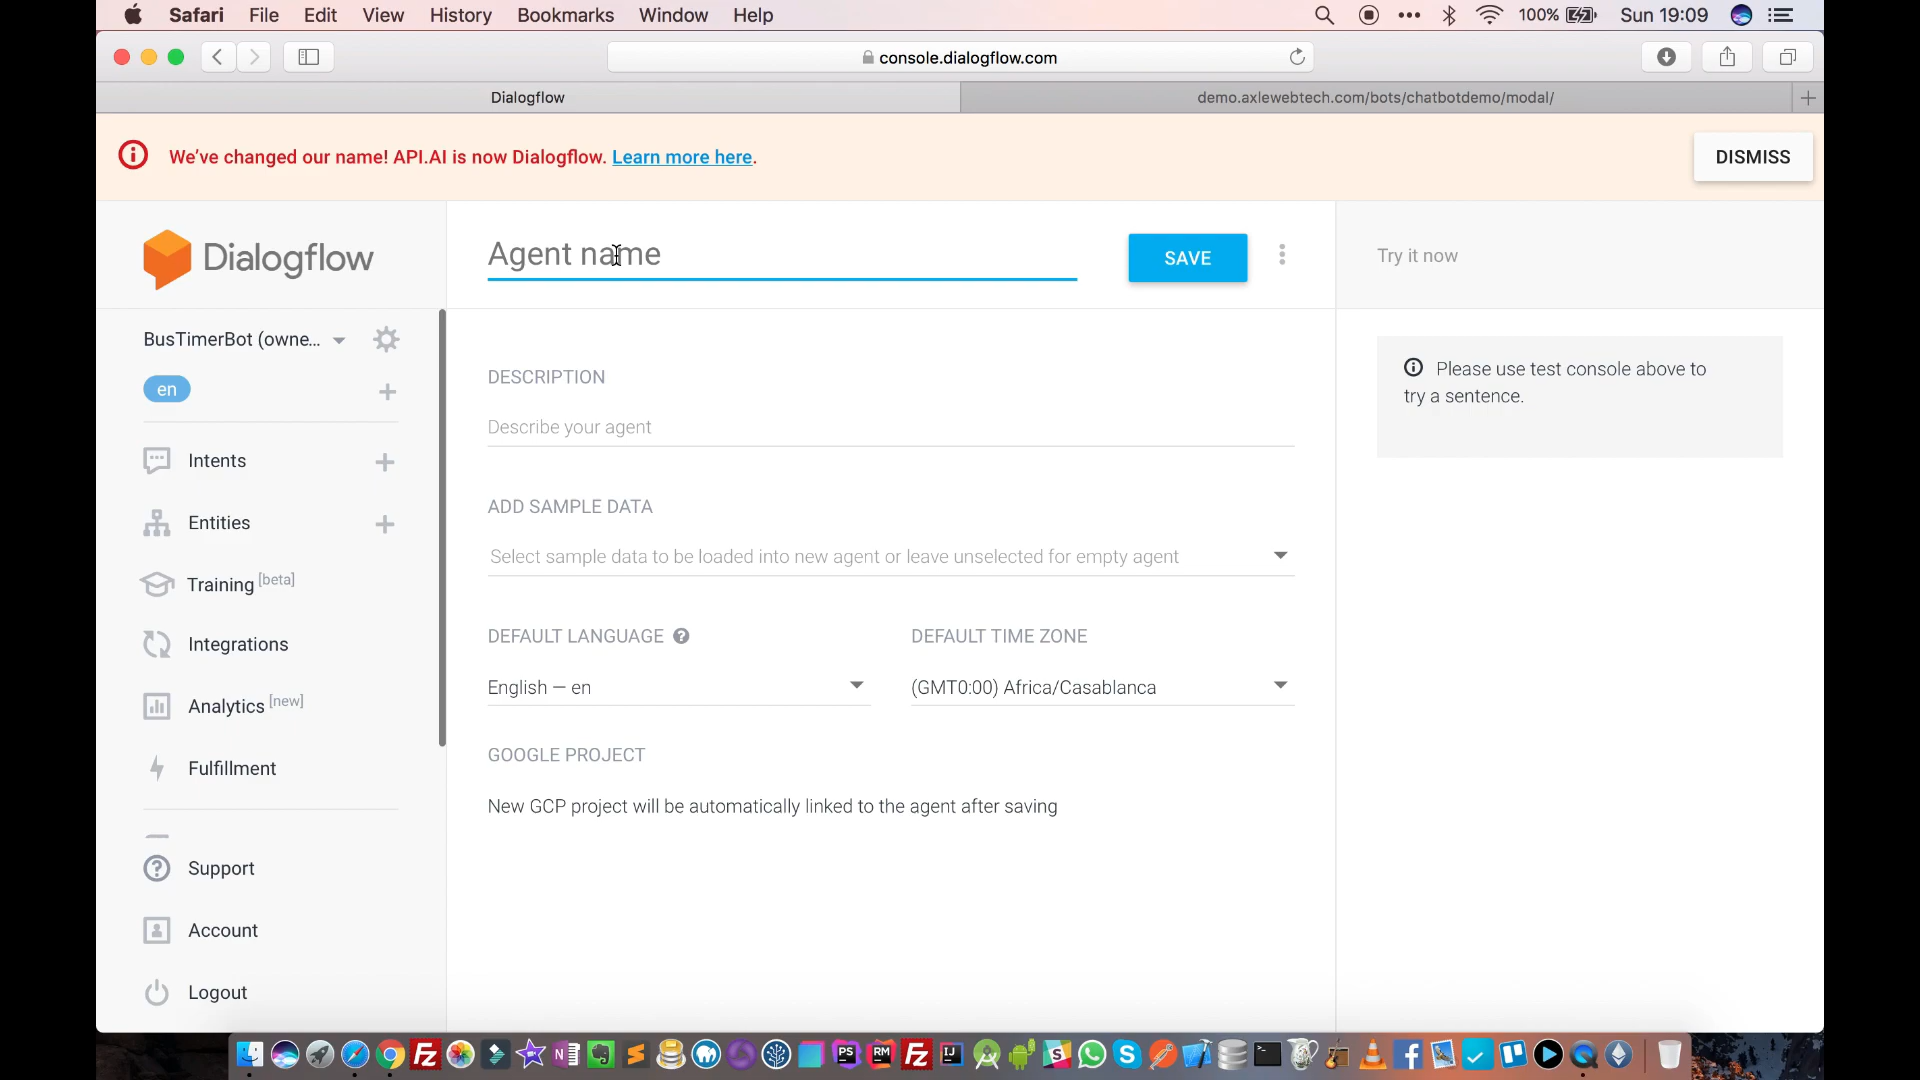 Safari File Edit View History Bookmarks Window Help
100% Sun 19:09
console.dialogflow.com
Dialogflow
demo.axlewebtech.com/bots/chatbotdemo/modal/
We've changed our name! API.AI is now Dialogflow. Learn more here.
DISMISS
Dialogflow
Agent name
SAVE
Try it now
BusTimerBot (owne...
en
Intents
Entities
Training [beta]
Integrations
Analytics [new]
Fulfillment
Support
Account
Logout
DESCRIPTION
Describe your agent
ADD SAMPLE DATA
Select sample data to be loaded into new agent or leave unselected for empty agent
DEFAULT LANGUAGE
English — en
DEFAULT TIME ZONE
(GMT0:00) Africa/Casablanca
GOOGLE PROJECT
New GCP project will be automatically linked to the agent after saving
Please use test console above to
try a sentence.
Fz
N
PS
RM
Fz
IJ
S
S
f